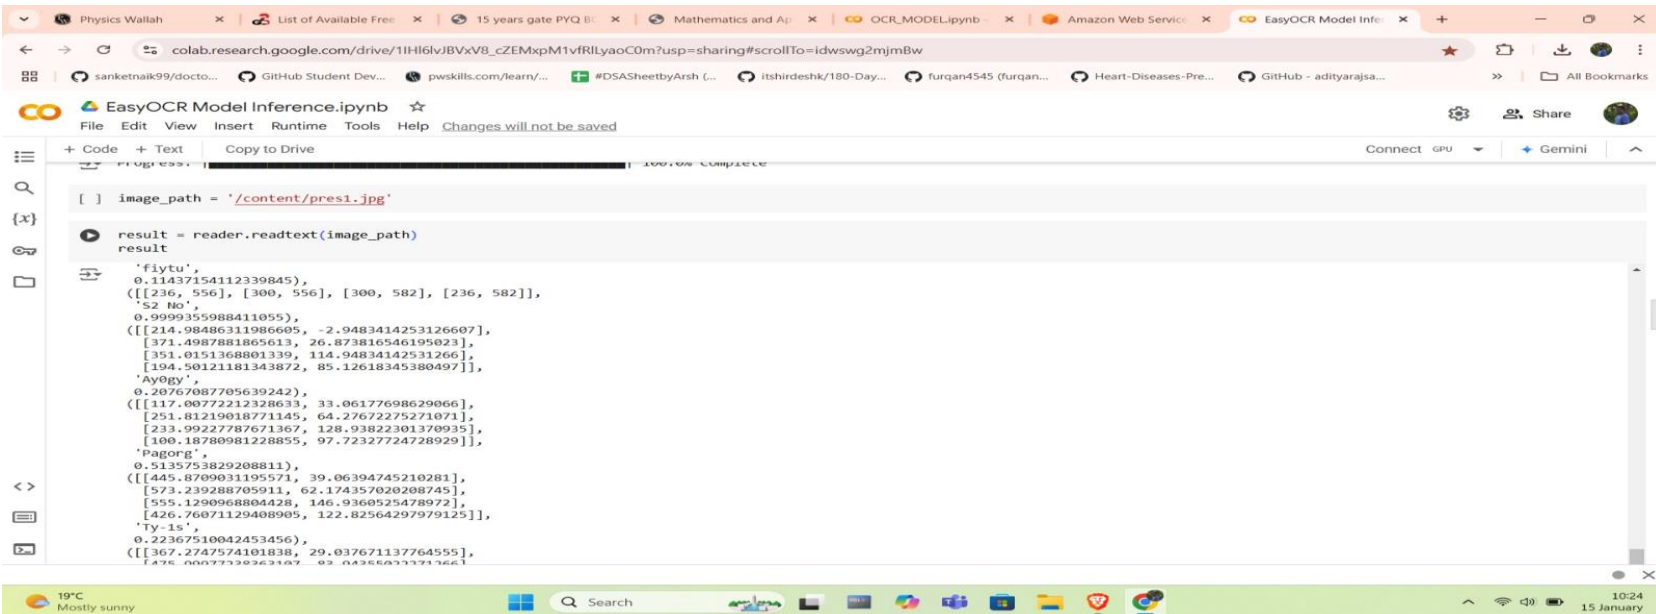 Physics Wallah
List of Available Free
15 years gate PYQ B
Mathematics and Ap
OCR_MODEL.ipynb -
Amazon Web Service
EasyOCR Model Infe
colab.research.google.com/drive/1IHl6lvJBVxV8_cZEMxpM1vfRlLyaoC0m?usp=sharing#scrollTo=idwswg2mjmBw
sanketnaik99/docto... GitHub Student Dev... pwskills.com/learn/... #DSASheetbyArsh (... itshirdeshk/180-Day... furqan4545 (furqan... Heart-Diseases-Pre... GitHub - adityarajsa... » All Bookmarks
EasyOCR Model Inference.ipynb
File Edit View Insert Runtime Tools Help Changes will not be saved
Share
+ Code + Text Copy to Drive
Connect GPU Gemini
Progress: 100.0% Complete
[ ] image_path = '/content/pres1.jpg'
result = reader.readtext(image_path)
result
'fiytu',
0.11437154112339845),
([[236, 556], [300, 556], [300, 582], [236, 582]],
'S2 No',
0.9999355988411055),
([[214.98486311986605, -2.9483414253126607],
[371.4987881865613, 26.873816546195023],
[351.0151368801339, 114.94834142531266],
[194.50121181343872, 85.12618345380497]],
'Ay0gy',
0.20767087705639242),
([[117.00772212328633, 33.06177698629066],
[251.81219018771145, 64.27672275271071],
[233.99227787671367, 128.93822301370935],
[100.18780981228855, 97.72327724728929]],
'Pagorg',
0.5135753829208811),
([[445.8709031195571, 39.06394745210281],
[573.239288705911, 62.174357020208745],
[555.1290968804428, 146.9360525478972],
[426.76071129408905, 122.82564297979125]],
'Ty-1s',
0.22367510042453456),
([[367.2747574101838, 29.037671137764555],
19°C
Mostly sunny
Search
10:24
15 January